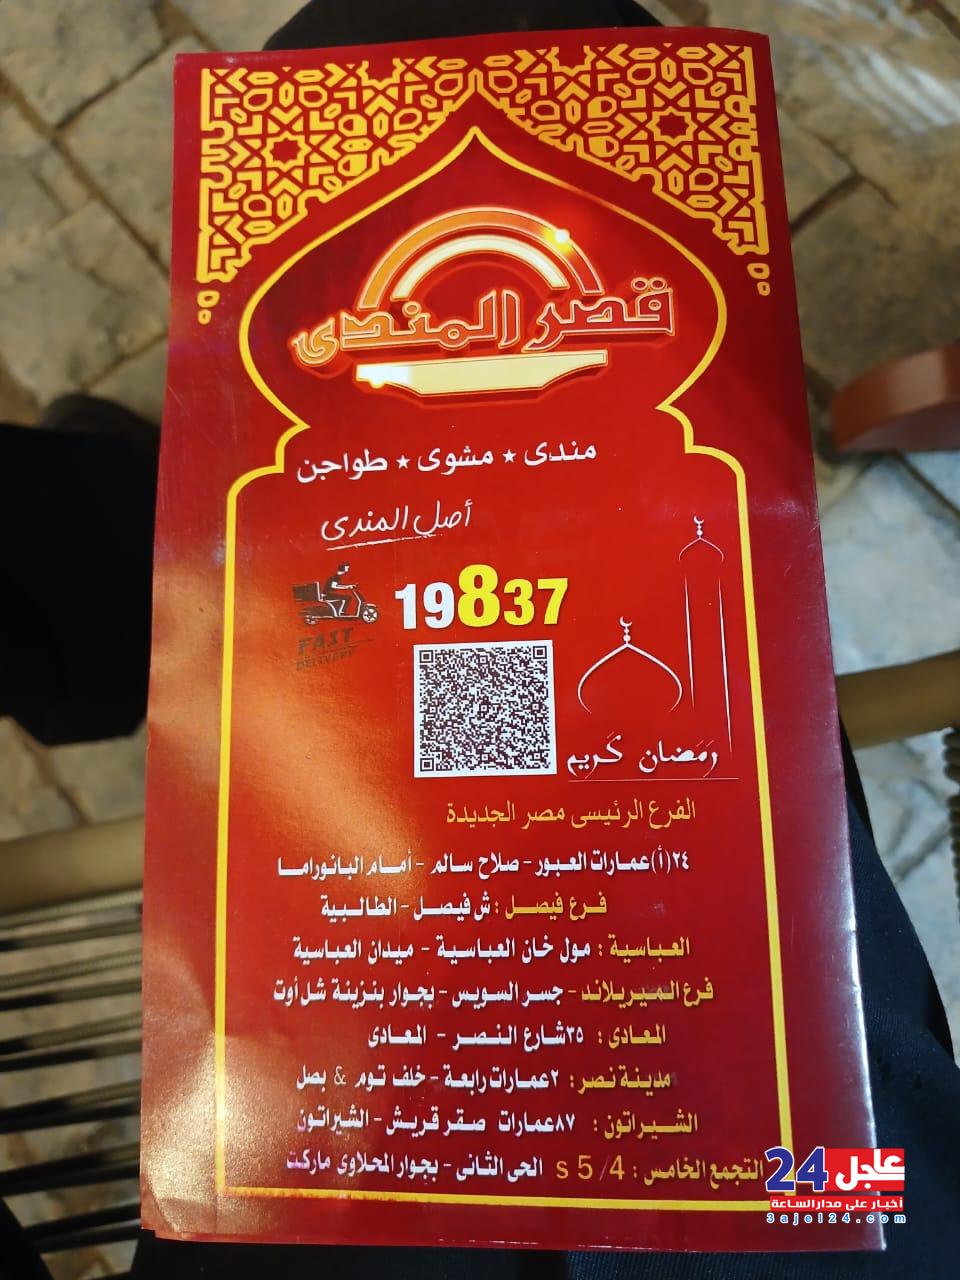 قصر المندى
مندى * مشوى * طواجن
أصل المندى
19837
FAST
DELIVERY
رَمَضان كَريم
الفرع الرئيسى مصر الجديدة
٢٤(أ)عمارات العبور - صلاح سالم - أمام البانوراما
فرع فيصل : ش فيصل - الطالبية
العباسية : مول خان العباسية - ميدان العباسية
فرع الميريلاند - جسر السويس - بجوار بنزينة شل أوت
المعادى : ٣٥شارع النصر - المعادى
مدينة نصر : ٢عمارات رابعة - خلف توم & بصل
الشيراتون : ٨٧عمارات صقر قريش - الشيراتون
التجمع الخامس : s 5/4 الحى الثانى - بجوار المحلاوى ماركت
عاجل 24
أخبار على مدار الساعة
3ajel24.com